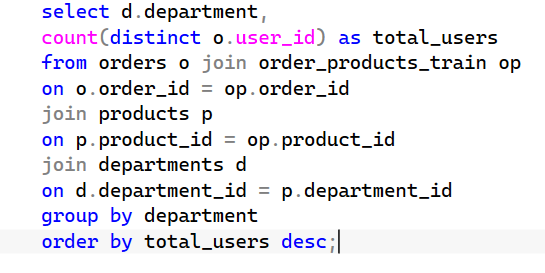 select d.department,
count(distinct o.user_id) as total_users
from orders o join order_products_train op
on o.order_id = op.order_id
join products p
on p.product_id = op.product_id
join departments d
on d.department_id = p.department_id
group by department
order by total_users desc;